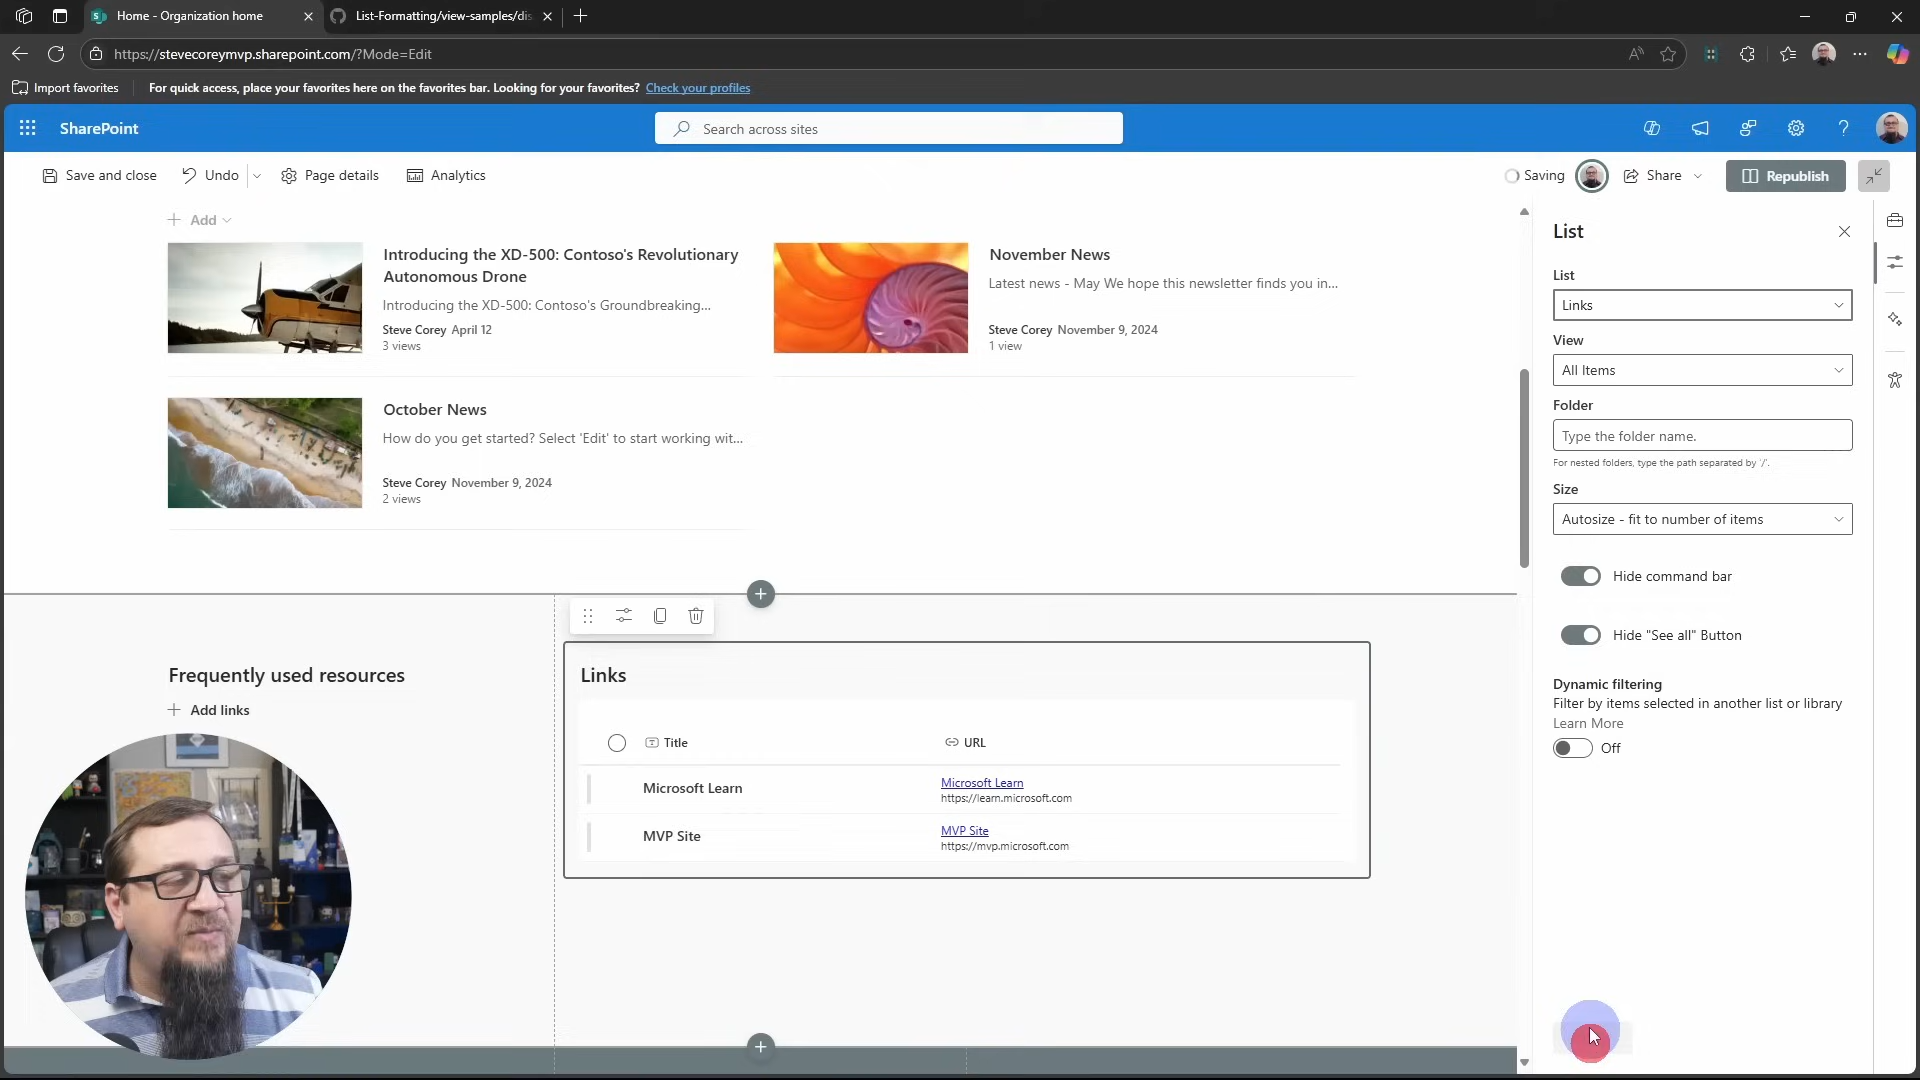 Home - Organization home
List-Formatting/view-samples/dis
https://stevecoreymvp.sharepoint.com/?Mode=Edit
Import favorites
For quick access, place your favorites here on the favorites bar. Looking for your favorites? Check your profiles
SharePoint
Search across sites
Save and close
Undo
Page details
Analytics
Saving
Share
Republish
Add
Introducing the XD-500: Contoso's Revolutionary
Autonomous Drone
Introducing the XD-500: Contoso's Groundbreaking...
Steve Corey April 12
3 views
November News
Latest news - May We hope this newsletter finds you in...
Steve Corey November 9, 2024
1 view
October News
How do you get started? Select 'Edit' to start working wit...
Steve Corey November 9, 2024
2 views
Frequently used resources
Add links
Links
Title
URL
Microsoft Learn
Microsoft Learn
https://learn.microsoft.com
MVP Site
MVP Site
https://mvp.microsoft.com
List
List
Links
View
All Items
Folder
Type the folder name.
For nested folders, type the path separated by '/'.
Size
Autosize - fit to number of items
Hide command bar
Hide "See all" Button
Dynamic filtering
Filter by items selected in another list or library
Learn More
Off